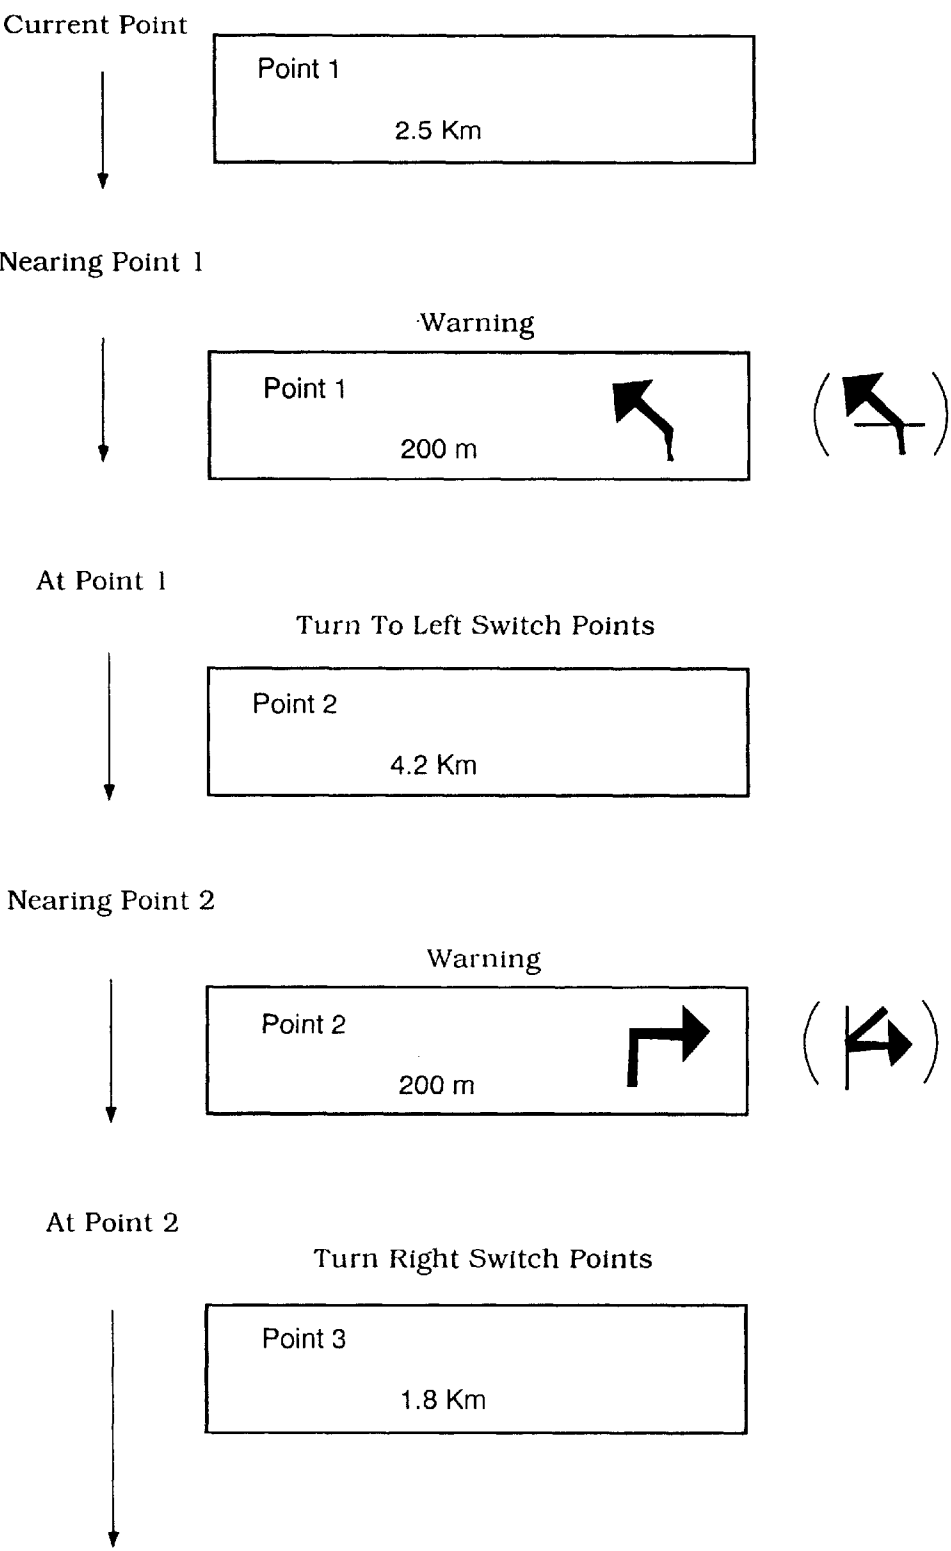 Current Point
Point 1
2.5 Km
Nearing Point 1
Warning
Point 1
200 m
At Point 1
Turn To Left Switch Points
Point 2
4.2 Km
Nearing Point 2
Warning
Point 2
200 m
At Point 2
Turn Right Switch Points
Point 3
1.8 Km